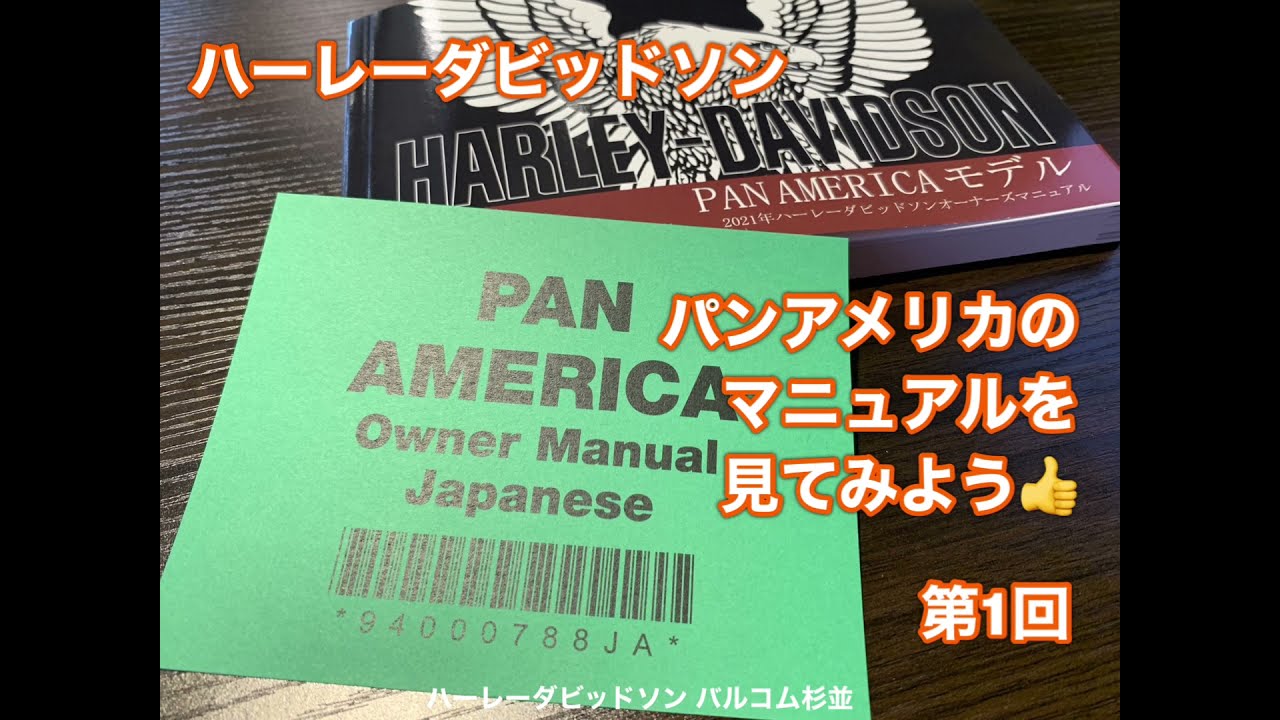 ハーレーダビッドソン
HARLEY-DAVIDSON
PAN AMERICAモデル
2021年ハーレーダビッドソンオーナーズマニュアル
PAN
AMERICA
Owner Manual
Japanese
*94000788JA*
パンアメリカの
マニュアルを
見てみよう👍
第1回
ハーレーダビッドソン バルコム杉並